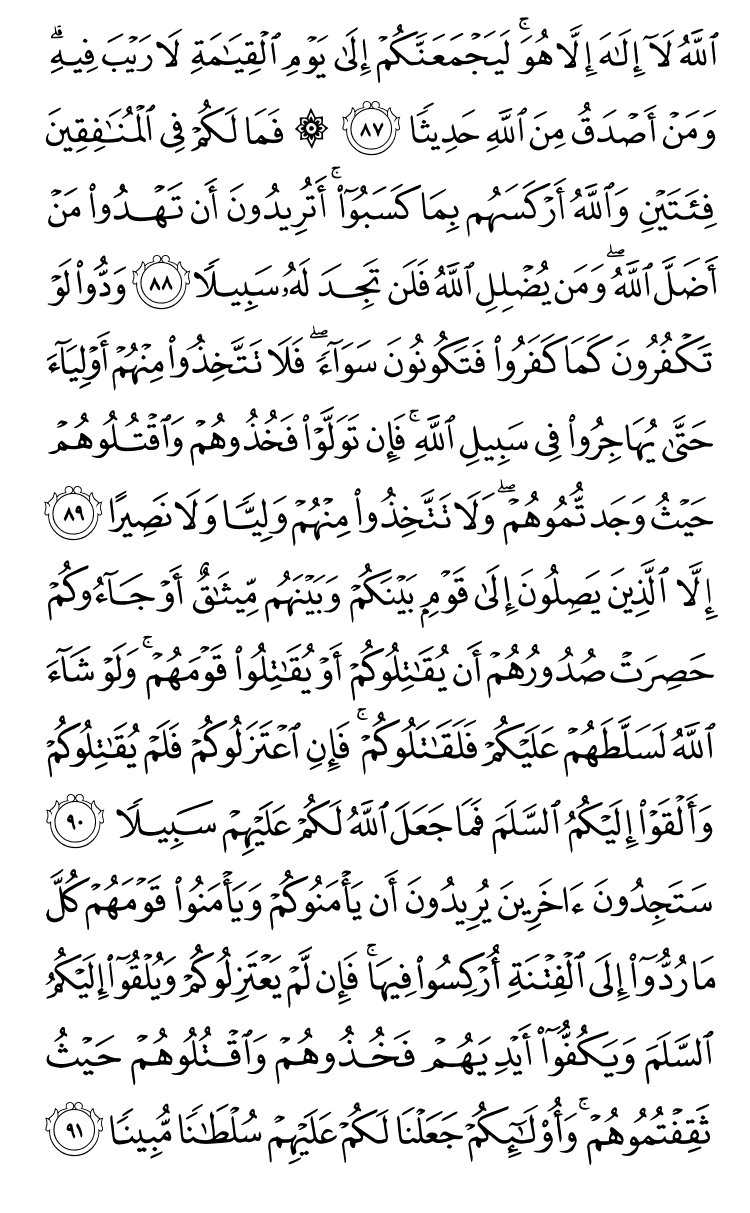 ٱللَّهُ لَآ إِلَٰهَ إِلَّا هُوَۚ لَيَجۡمَعَنَّكُمۡ إِلَىٰ يَوۡمِ ٱلۡقِيَٰمَةِ لَا رَيۡبَ فِيهِۗ
وَمَنۡ أَصۡدَقُ مِنَ ٱللَّهِ حَدِيثٗا ٨٧ ۞ فَمَا لَكُمۡ فِي ٱلۡمُنَٰفِقِينَ
فِئَتَيۡنِ وَٱللَّهُ أَرۡكَسَهُم بِمَا كَسَبُوٓاْۚ أَتُرِيدُونَ أَن تَهۡدُواْ مَنۡ
أَضَلَّ ٱللَّهُۖ وَمَن يُضۡلِلِ ٱللَّهُ فَلَن تَجِدَ لَهُۥ سَبِيلٗا ٨٨ وَدُّواْ لَوۡ
تَكۡفُرُونَ كَمَا كَفَرُواْ فَتَكُونُونَ سَوَآءٗۖ فَلَا تَتَّخِذُواْ مِنۡهُمۡ أَوۡلِيَآءَ
حَتَّىٰ يُهَاجِرُواْ فِي سَبِيلِ ٱللَّهِۚ فَإِن تَوَلَّوۡاْ فَخُذُوهُمۡ وَٱقۡتُلُوهُمۡ
حَيۡثُ وَجَدتُّمُوهُمۡۖ وَلَا تَتَّخِذُواْ مِنۡهُمۡ وَلِيّٗا وَلَا نَصِيرًا ٨٩
إِلَّا ٱلَّذِينَ يَصِلُونَ إِلَىٰ قَوۡمِۭ بَيۡنَكُمۡ وَبَيۡنَهُم مِّيثَٰقٌ أَوۡ جَآءُوكُمۡ
حَصِرَتۡ صُدُورُهُمۡ أَن يُقَٰتِلُوكُمۡ أَوۡ يُقَٰتِلُواْ قَوۡمَهُمۡۚ وَلَوۡ شَآءَ
ٱللَّهُ لَسَلَّطَهُمۡ عَلَيۡكُمۡ فَلَقَٰتَلُوكُمۡۚ فَإِنِ ٱعۡتَزَلُوكُمۡ فَلَمۡ يُقَٰتِلُوكُمۡ
وَأَلۡقَوۡاْ إِلَيۡكُمُ ٱلسَّلَمَ فَمَا جَعَلَ ٱللَّهُ لَكُمۡ عَلَيۡهِمۡ سَبِيلٗا ٩٠
سَتَجِدُونَ ءَاخَرِينَ يُرِيدُونَ أَن يَأۡمَنُوكُمۡ وَيَأۡمَنُواْ قَوۡمَهُمۡ كُلَّ
مَا رُدُّوٓاْ إِلَى ٱلۡفِتۡنَةِ أُرۡكِسُواْ فِيهَاۚ فَإِن لَّمۡ يَعۡتَزِلُوكُمۡ وَيُلۡقُوٓاْ إِلَيۡكُمُ
ٱلسَّلَمَ وَيَكُفُّوٓاْ أَيۡدِيَهُمۡ فَخُذُوهُمۡ وَٱقۡتُلُوهُمۡ حَيۡثُ
ثَقِفۡتُمُوهُمۡۚ وَأُوْلَٰٓئِكُمۡ جَعَلۡنَا لَكُمۡ عَلَيۡهِمۡ سُلۡطَٰنٗا مُّبِينٗا ٩١